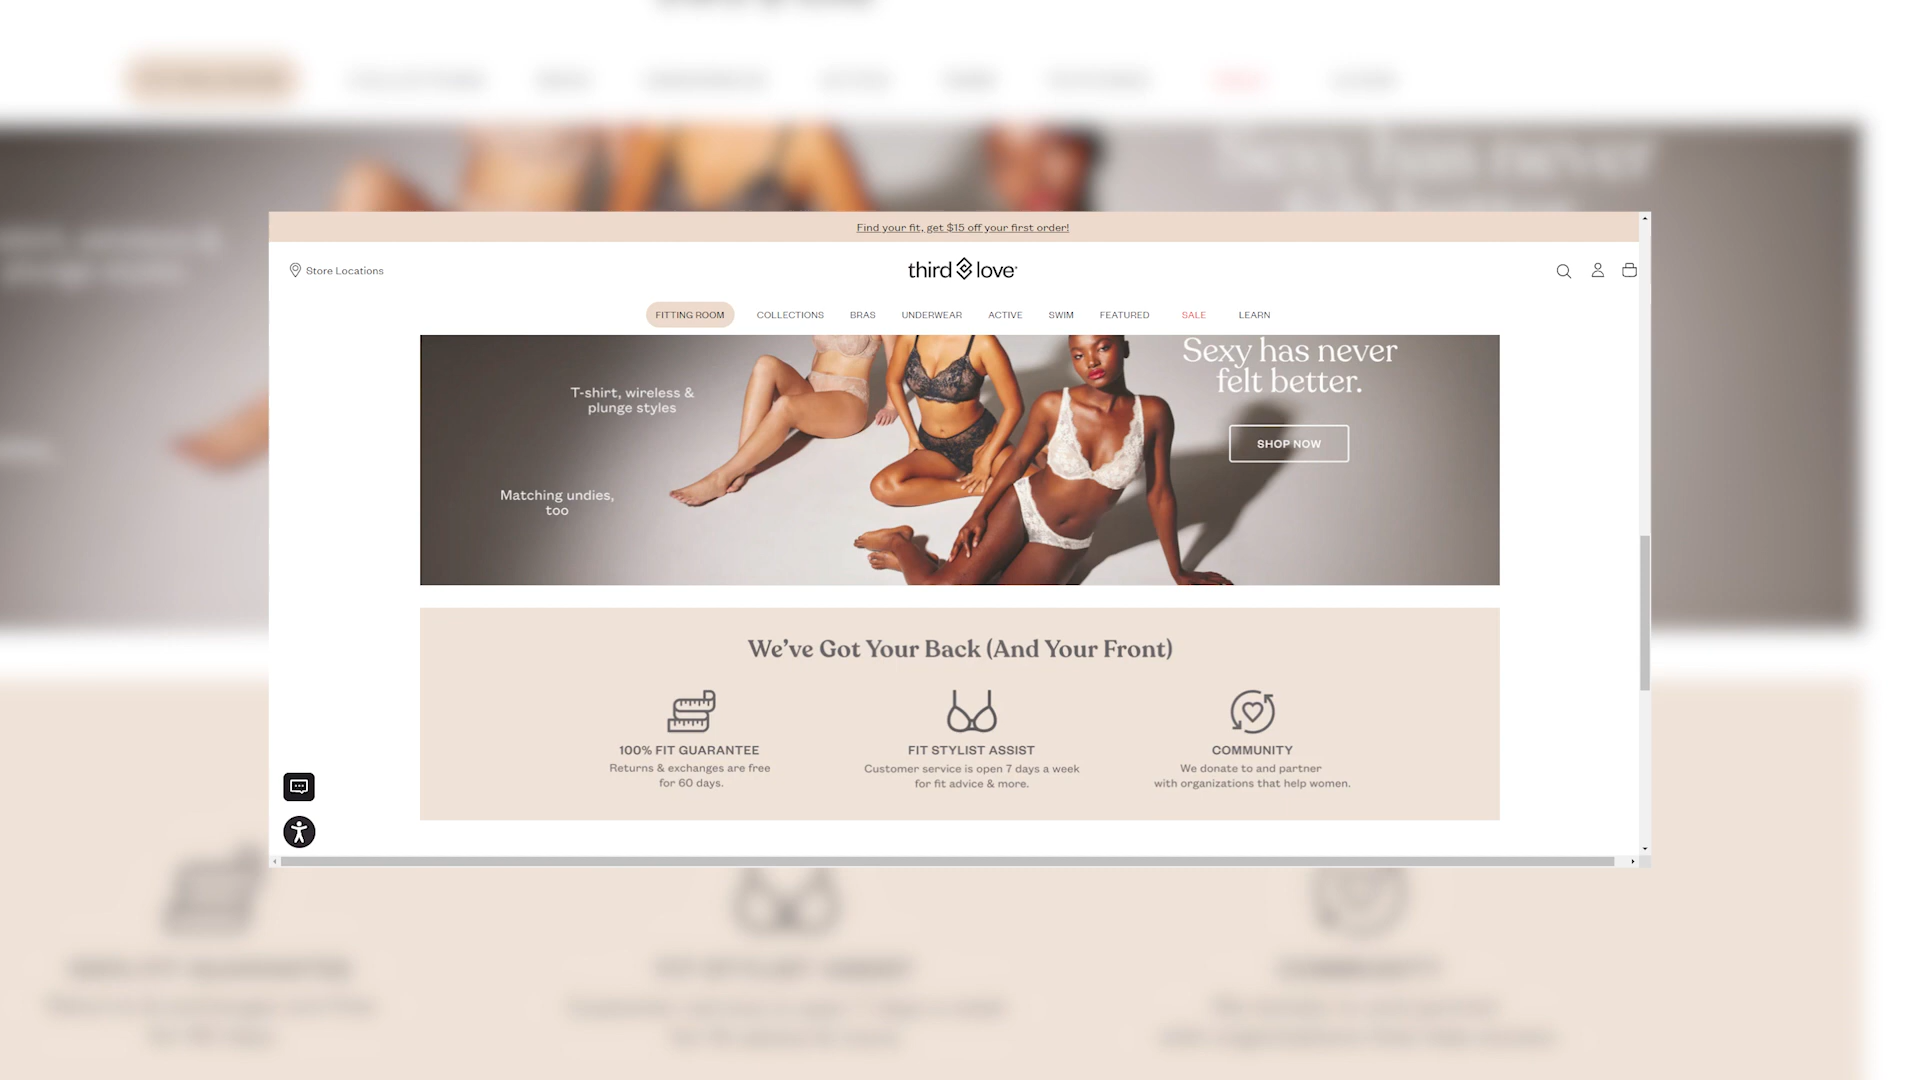 Find your fit, get $15 off your first order!
Store Locations
third love
FITTING ROOM COLLECTIONS BRAS UNDERWEAR ACTIVE SWIM FEATURED SALE LEARN
Sexy has never
felt better.
T-shirt, wireless &
plunge styles
SHOP NOW
Matching undies,
too
We've Got Your Back (And Your Front)
100% FIT GUARANTEE
Returns & exchanges are free
for 60 days.
FIT STYLIST ASSIST
Customer service is open 7 days a week
for fit advice & more.
COMMUNITY
We donate to and partner
with organizations that help women.